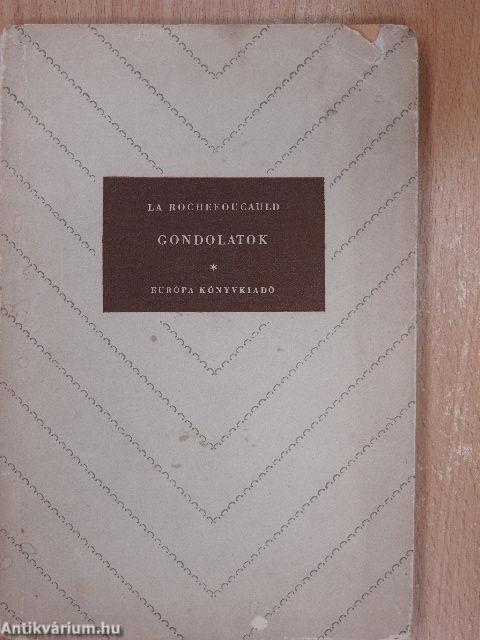 LA ROCHEFOUCAULD
GONDOLATOK
*
EURÓPA KÖNYVKIADÓ
Antikvárium.hu